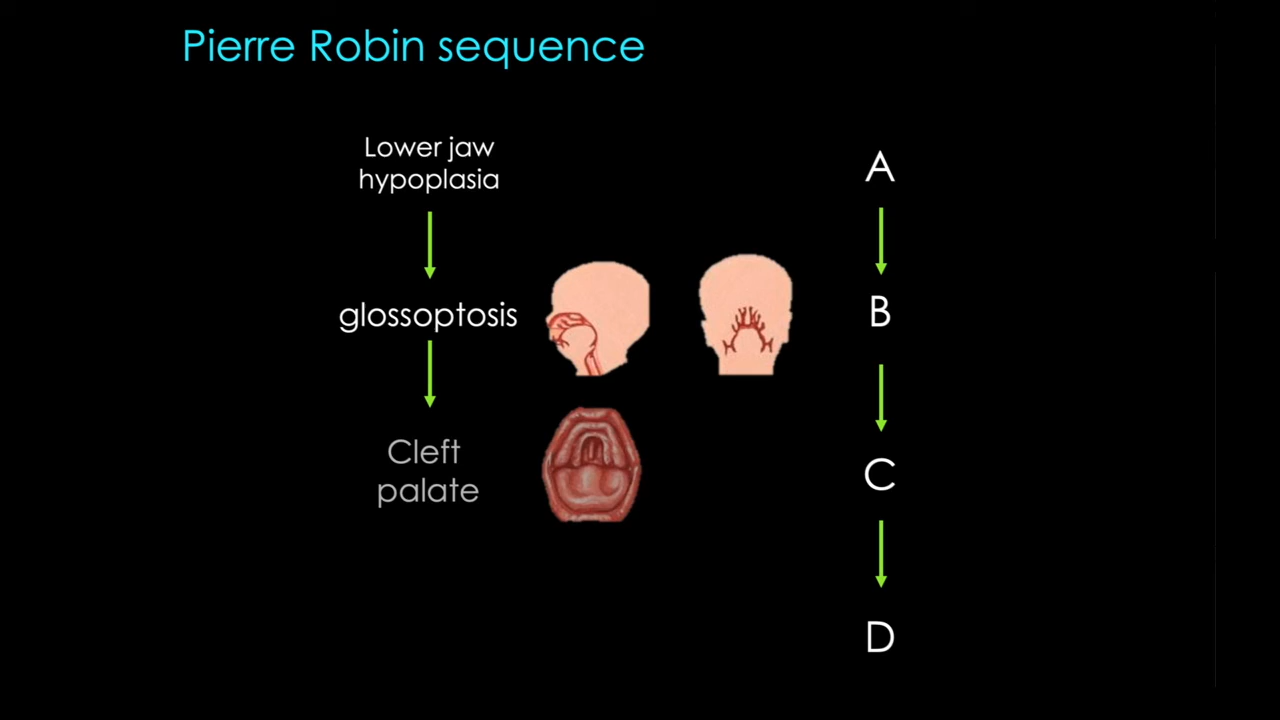 Pierre Robin sequence
Lower jaw
hypoplasia
glossoptosis
Cleft
palate
A
B
C
D